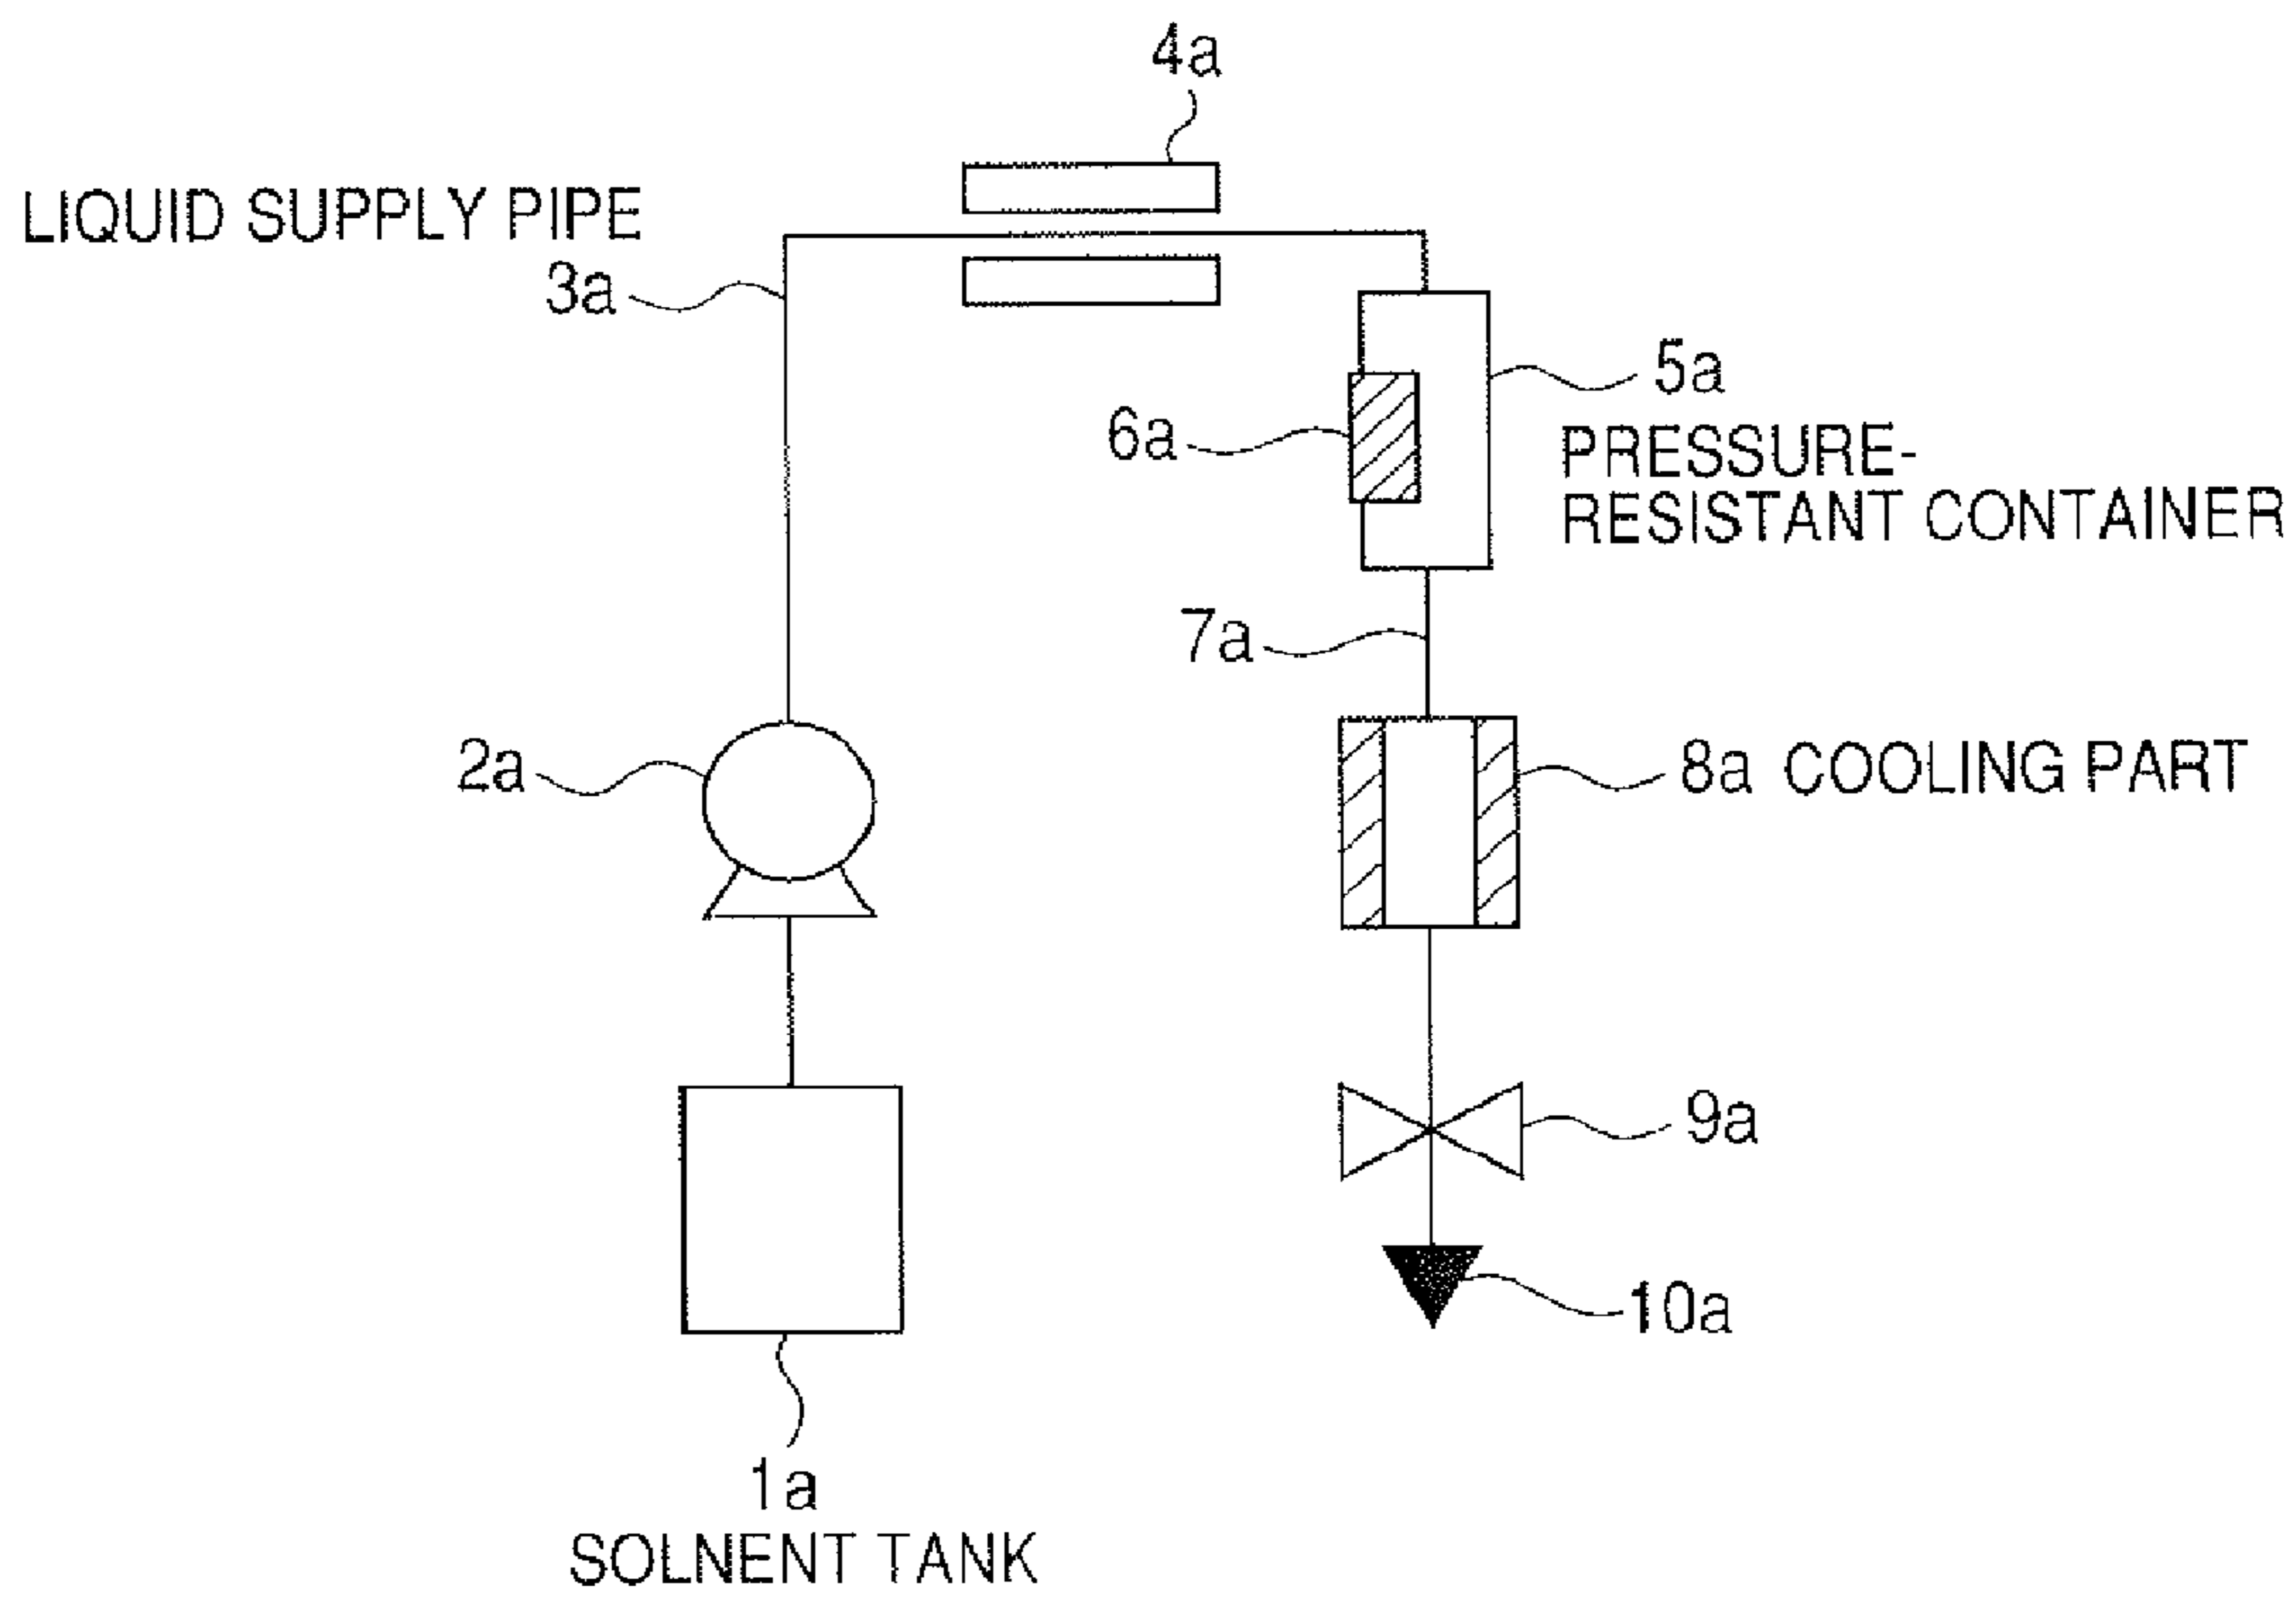 4a
LIQUID SUPPLY PIPE
3a
5a
PRESSURE-
RESISTANT CONTAINER
6a
7a
2a
8a COOLING PART
9a
10a
1a
SOLNENT TANK